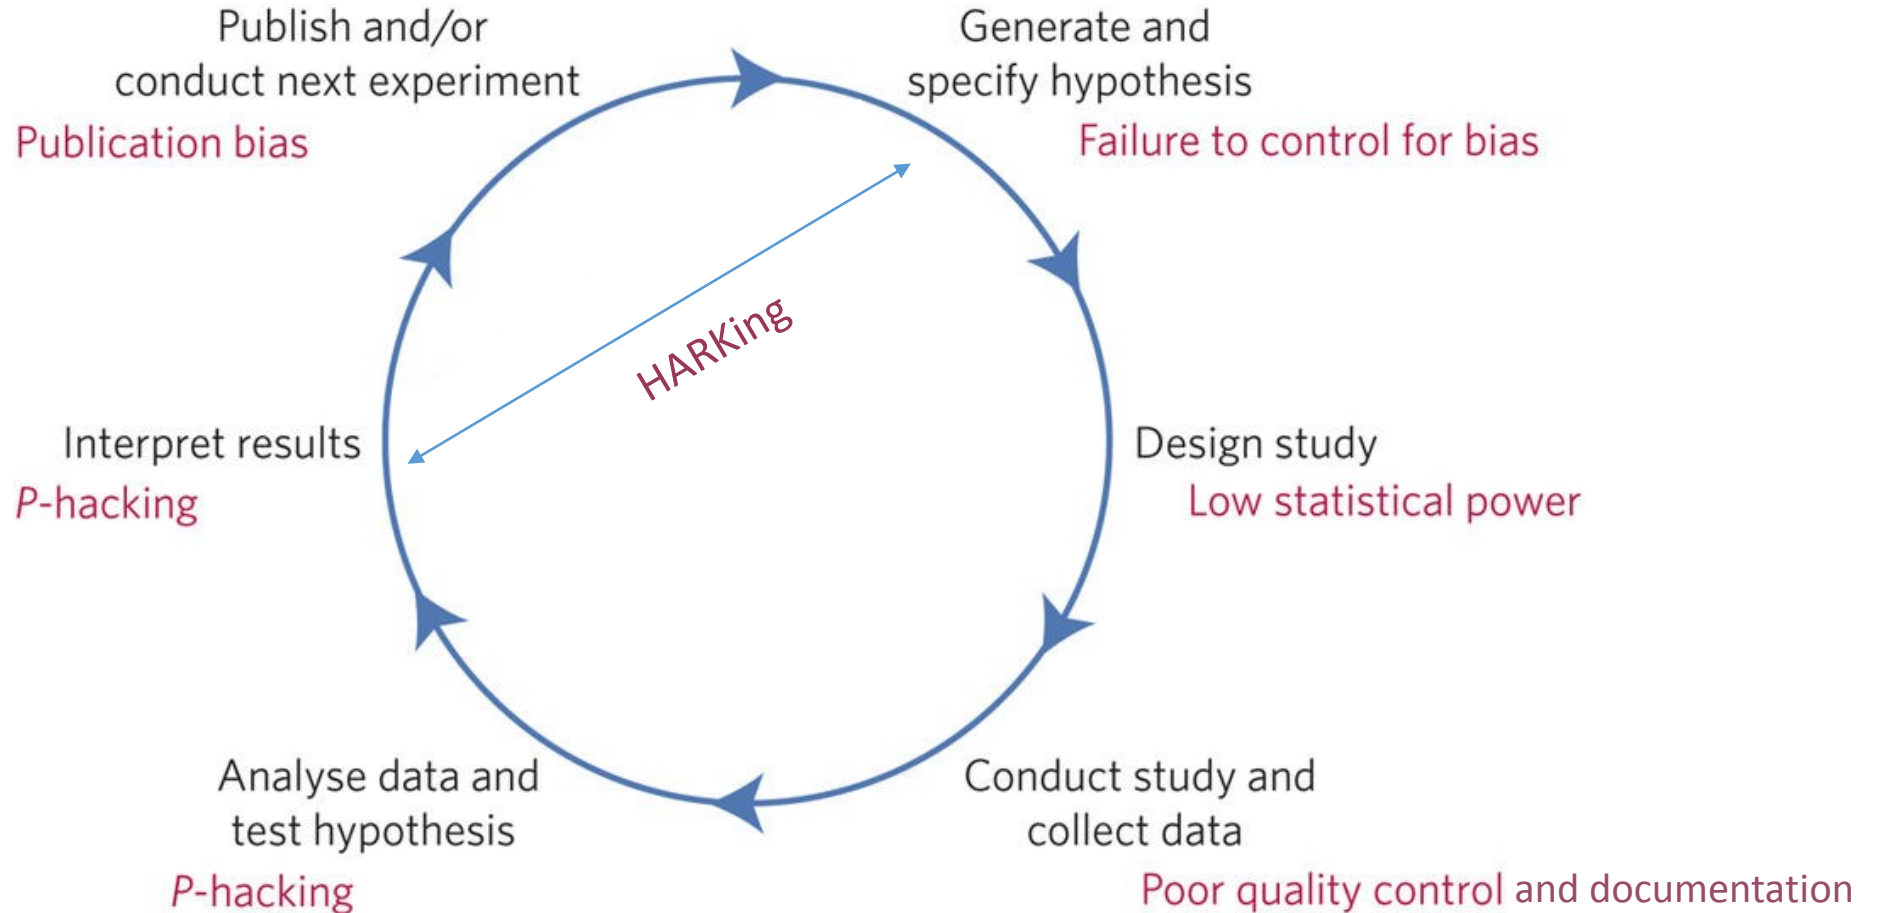 Publish and/or
conduct next experiment
Publication bias
Generate and
specify hypothesis
Failure to control for bias
HARKing
Interpret results
P-hacking
Design study
Low statistical power
Analyse data and
test hypothesis
P-hacking
Conduct study and
collect data
Poor quality control and documentation